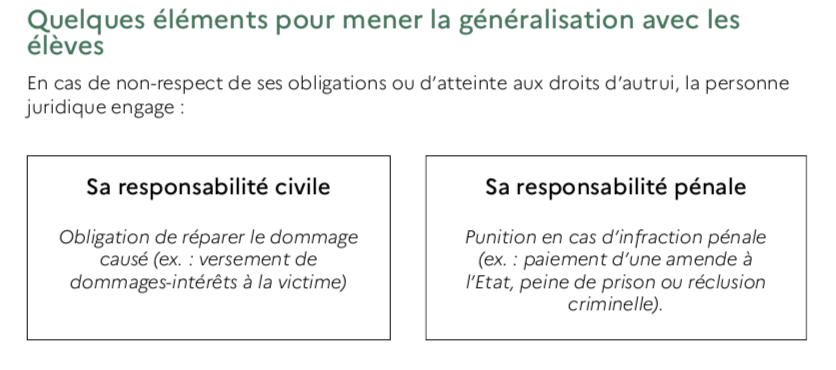 Quelques éléments pour mener la généralisation avec les
élèves
En cas de non-respect de ses obligations ou d'atteinte aux droits d'autrui, la personne
juridique engage :
Sa responsabilité civile
Obligation de réparer le dommage
causé (ex. : versement de
dommages-intérêts à la victime)
Sa responsabilité pénale
Punition en cas d'infraction pénale
(ex. : paiement d'une amende à
l'Etat, peine de prison ou réclusion
criminelle).